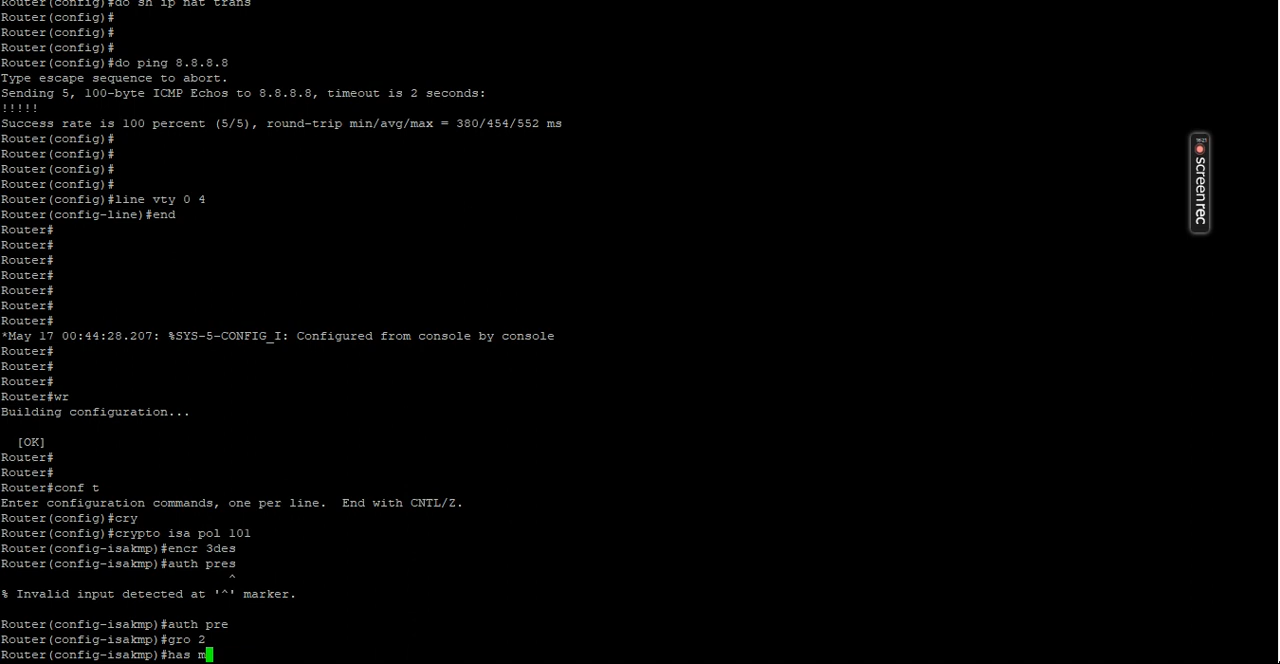 Router(config)#do sh ip nat trans
Router(config)#
Router(config)#
Router(config)#
Router(config)#do ping 8.8.8.8
Type escape sequence to abort.
Sending 5, 100-byte ICMP Echos to 8.8.8.8, timeout is 2 seconds:
!!!!!
Success rate is 100 percent (5/5), round-trip min/avg/max = 380/454/552 ms
Router(config)#
Router(config)#
Router(config)#
Router(config)#
Router(config)#line vty 0 4
Router(config-line)#end
Router#
Router#
Router#
Router#
Router#
Router#
Router#
*May 17 00:44:28.207: %SYS-5-CONFIG_I: Configured from console by console
Router#
Router#
Router#
Router#wr
Building configuration...
[OK]
Router#
Router#
Router#conf t
Enter configuration commands, one per line.  End with CNTL/Z.
Router(config)#cry
Router(config)#crypto isa pol 101
Router(config-isakmp)#encr 3des
Router(config-isakmp)#auth pres
^
% Invalid input detected at '^' marker.
Router(config-isakmp)#auth pre
Router(config-isakmp)#gro 2
Router(config-isakmp)#has m
screenrec